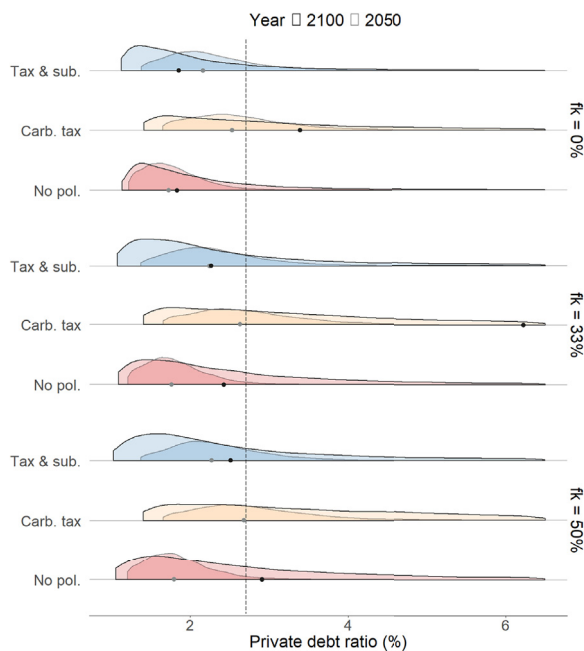 Year 2100 2050
Tax & sub.
Carb. tax
No pol.
fk = 0%
Tax & sub.
Carb. tax
No pol.
fk = 33%
Tax & sub.
Carb. tax
No pol.
fk = 50%
2 4 6
Private debt ratio (%)